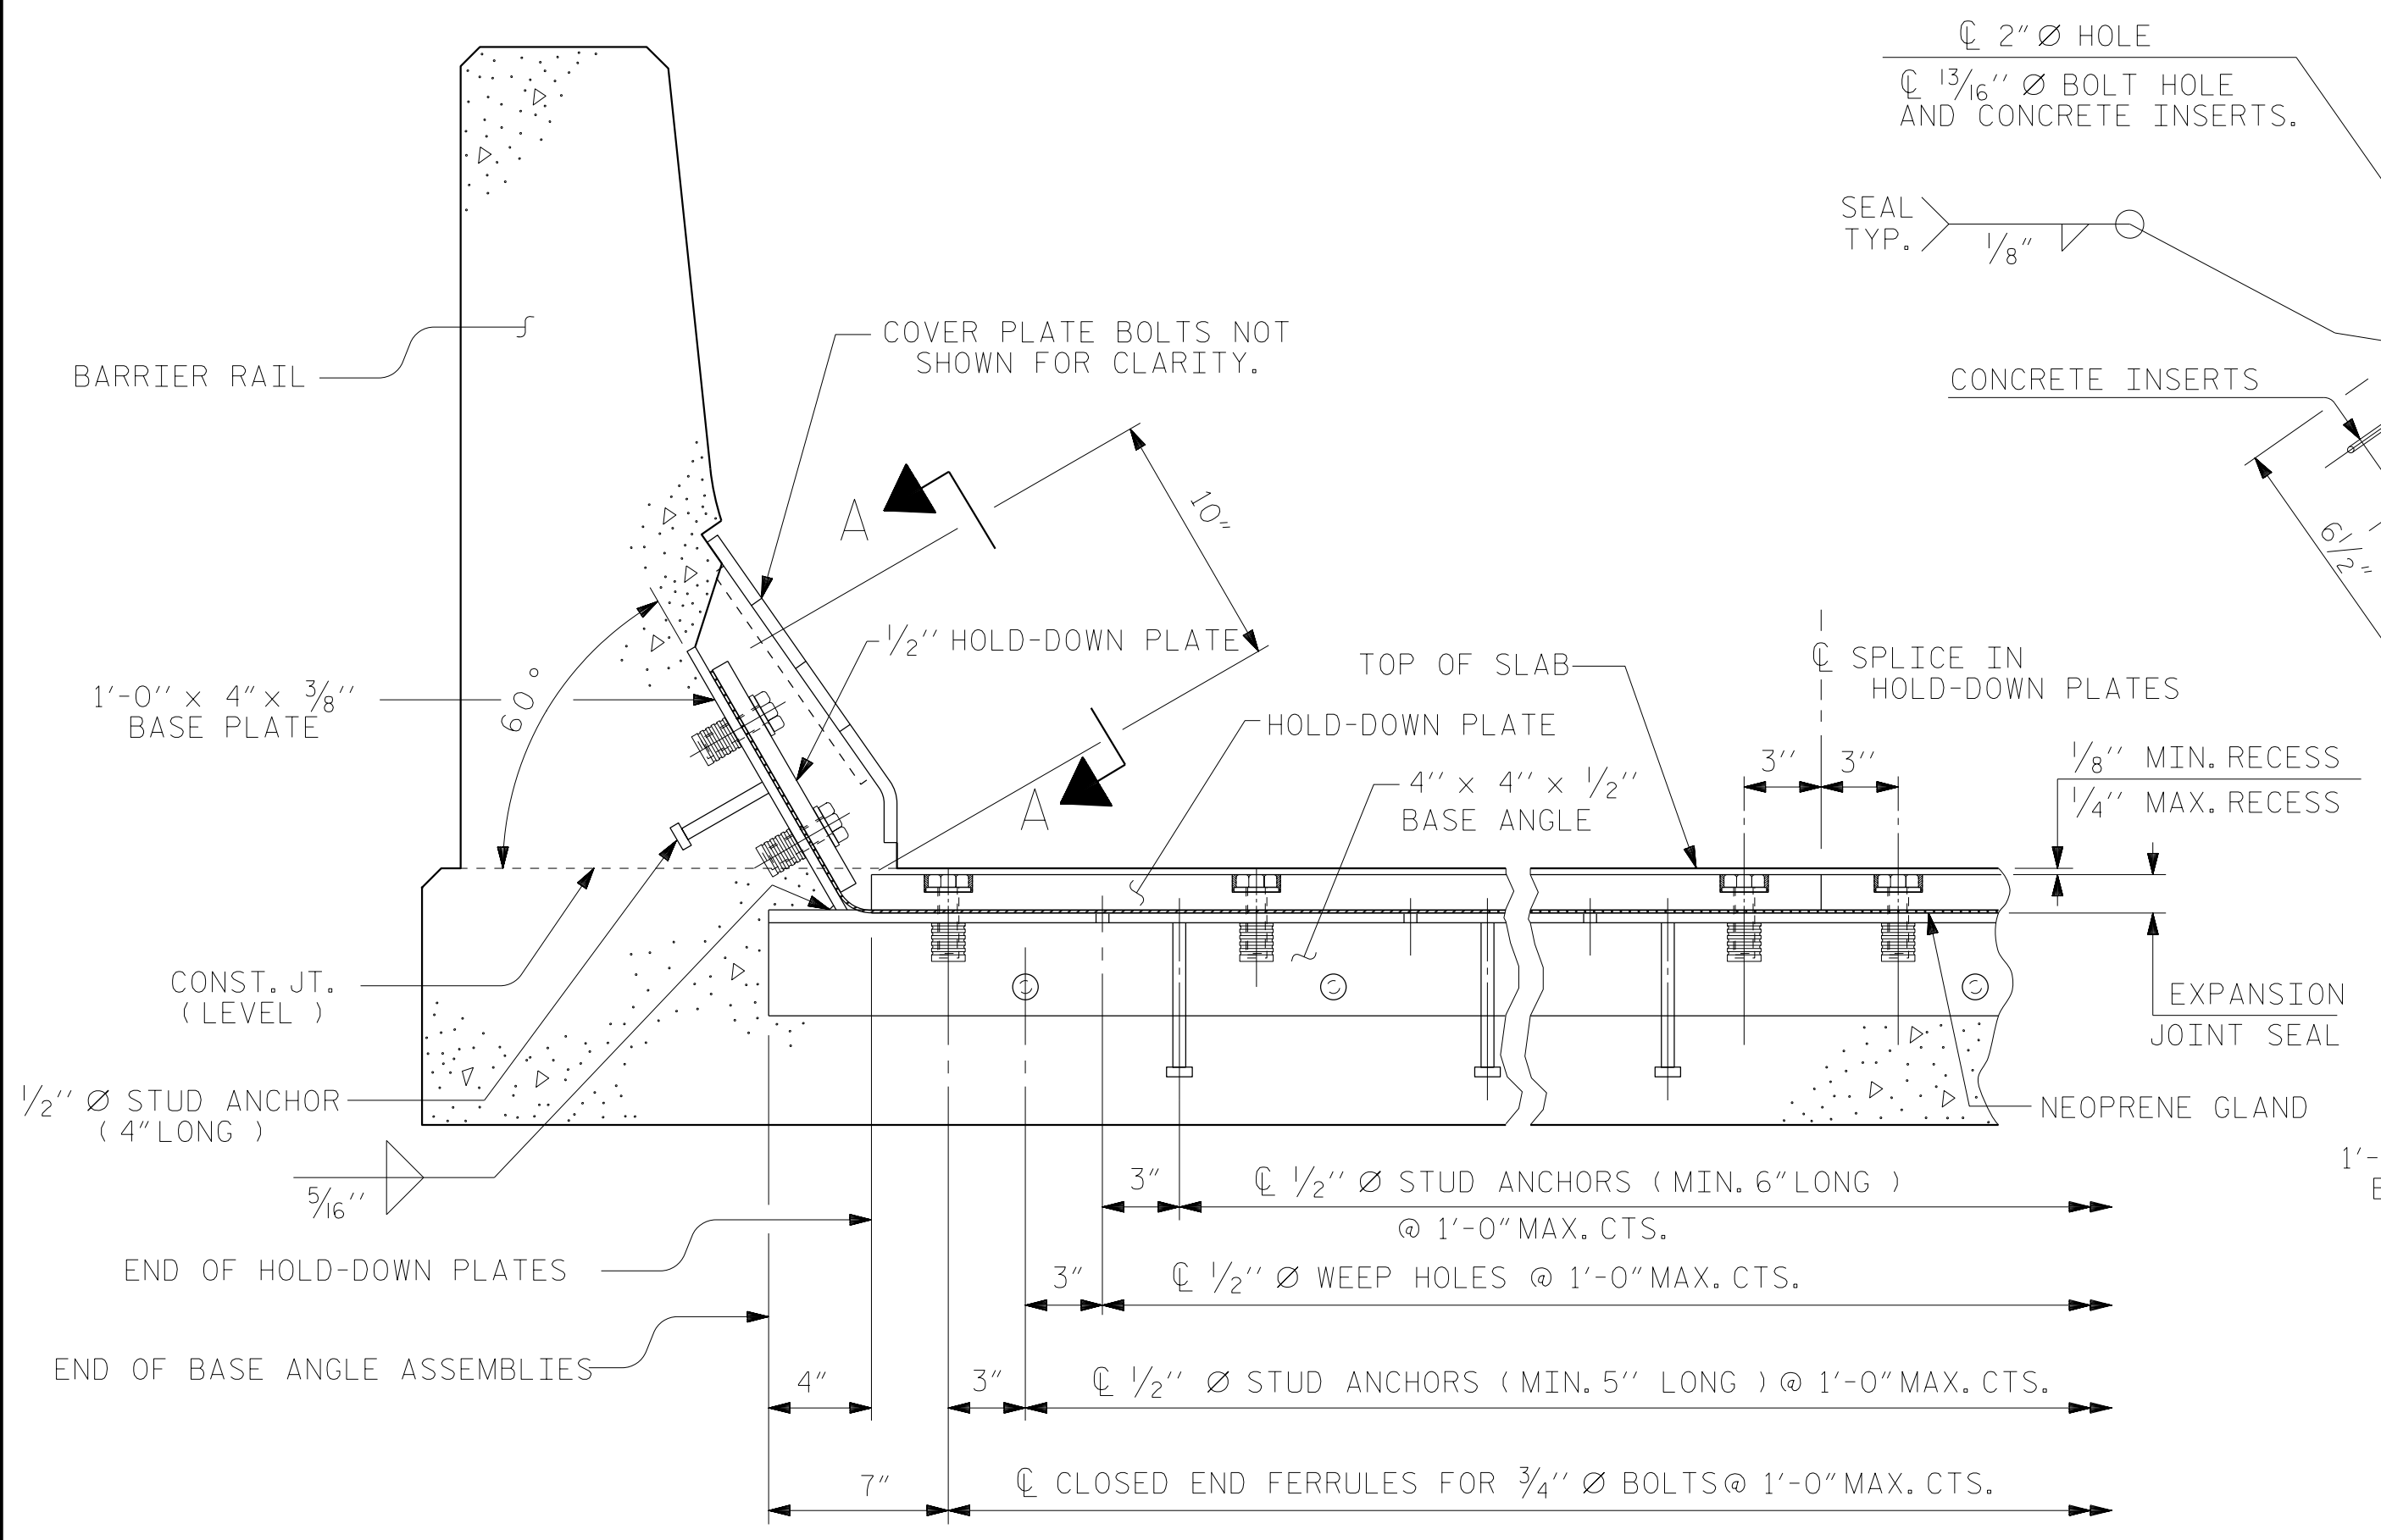 ℄ 2" Ø HOLE
℄ 13/16" Ø BOLT HOLE
AND CONCRETE INSERTS.
SEAL
TYP.
1/8"
COVER PLATE BOLTS NOT
SHOWN FOR CLARITY.
BARRIER RAIL
CONCRETE INSERTS
A
10"
6 1/2"
1/2" HOLD-DOWN PLATE
TOP OF SLAB
℄ SPLICE IN
HOLD-DOWN PLATES
60°
1'-0" x 4" x 3/8"
BASE PLATE
HOLD-DOWN PLATE
3"
3"
1/8" MIN. RECESS
1/4" MAX. RECESS
4" x 4" x 1/2"
BASE ANGLE
A
CONST. JT.
( LEVEL )
EXPANSION
JOINT SEAL
1/2" Ø STUD ANCHOR
( 4" LONG )
NEOPRENE GLAND
5/16"
3"
℄ 1/2" Ø STUD ANCHORS ( MIN. 6" LONG )
@ 1'-0" MAX. CTS.
1'-
END OF HOLD-DOWN PLATES
3"
℄ 1/2" Ø WEEP HOLES @ 1'-0" MAX. CTS.
END OF BASE ANGLE ASSEMBLIES
4"
3"
℄ 1/2" Ø STUD ANCHORS ( MIN. 5" LONG ) @ 1'-0" MAX. CTS.
7"
℄ CLOSED END FERRULES FOR 3/4" Ø BOLTS @ 1'-0" MAX. CTS.